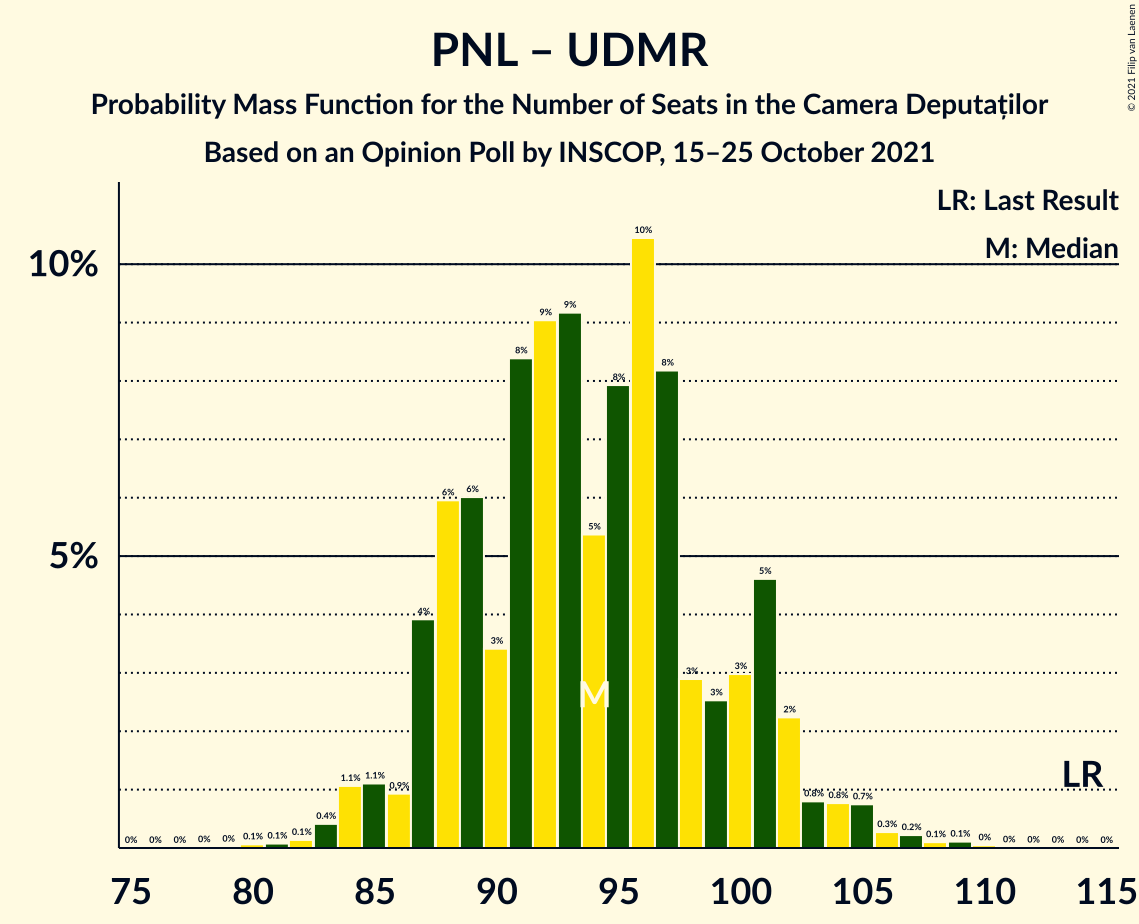 PNL – UDMR
Probability Mass Function for the Number of Seats in the Camera Deputaților
Based on an Opinion Poll by INSCOP, 15–25 October 2021
© 2021 Filip van Laenen
LR: Last Result
M: Median
10%
5%
0% 0% 0% 0% 0% 0.1% 0.1% 0.1% 0.4% 1.1% 1.1% 0.9% 4% 6% 6% 3% 8% 9% 9% 5% 8% 10% 8% 3% 3% 3% 5% 2% 0.8% 0.8% 0.7% 0.3% 0.2% 0.1% 0.1% 0% 0% 0% 0% 0% 0%
M
LR
75 80 85 90 95 100 105 110 115